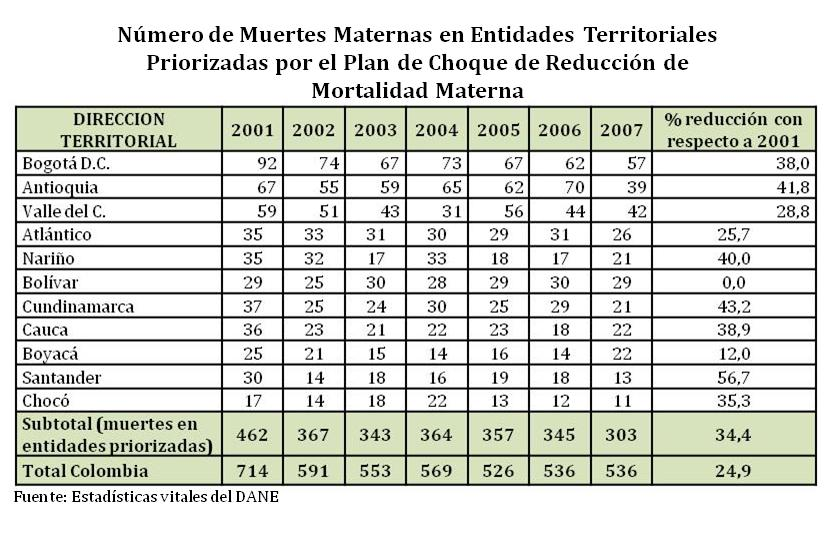 Número de Muertes Maternas en Entidades Territoriales
Priorizadas por el Plan de Choque de Reducción de
Mortalidad Materna
DIRECCION TERRITORIAL 2001 2002 2003 2004 2005 2006 2007 % reducción con respecto a 2001
Bogotá D.C. 92 74 67 73 67 62 57 38,0
Antioquia 67 55 59 65 62 70 39 41,8
Valle del C. 59 51 43 31 56 44 42 28,8
Atlántico 35 33 31 30 29 31 26 25,7
Nariño 35 32 17 33 18 17 21 40,0
Bolívar 29 25 30 28 29 30 29 0,0
Cundinamarca 37 25 24 30 25 29 21 43,2
Cauca 36 23 21 22 23 18 22 38,9
Boyacá 25 21 15 14 16 14 22 12,0
Santander 30 14 18 16 19 18 13 56,7
Chocó 17 14 18 22 13 12 11 35,3
Subtotal (muertes en entidades priorizadas) 462 367 343 364 357 345 303 34,4
Total Colombia 714 591 553 569 526 536 536 24,9
Fuente: Estadísticas vitales del DANE